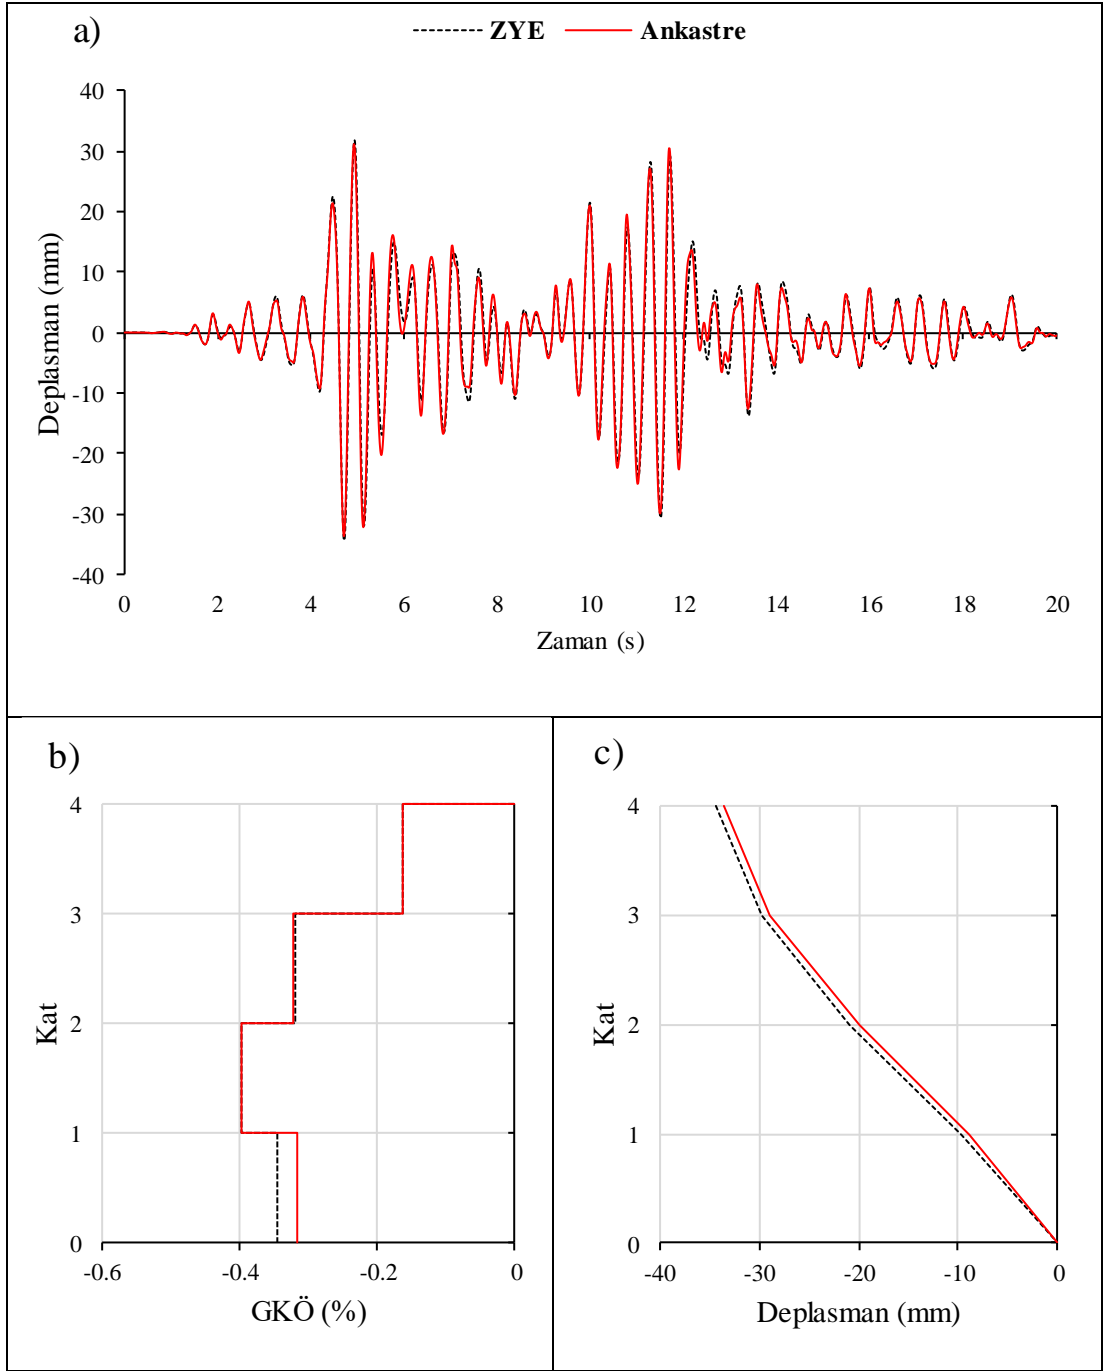 a)
ZYE Ankastre
40
30
20
10
0
-10
-20
-30
-40
Deplasman (mm)
0 2 4 6 8 10 12 14 16 18 20
Zaman (s)
b)
4
3
2
1
0
Kat
-0.6 -0.4 -0.2 0
GKÖ (%)
c)
4
3
2
1
0
Kat
-40 -30 -20 -10 0
Deplasman (mm)